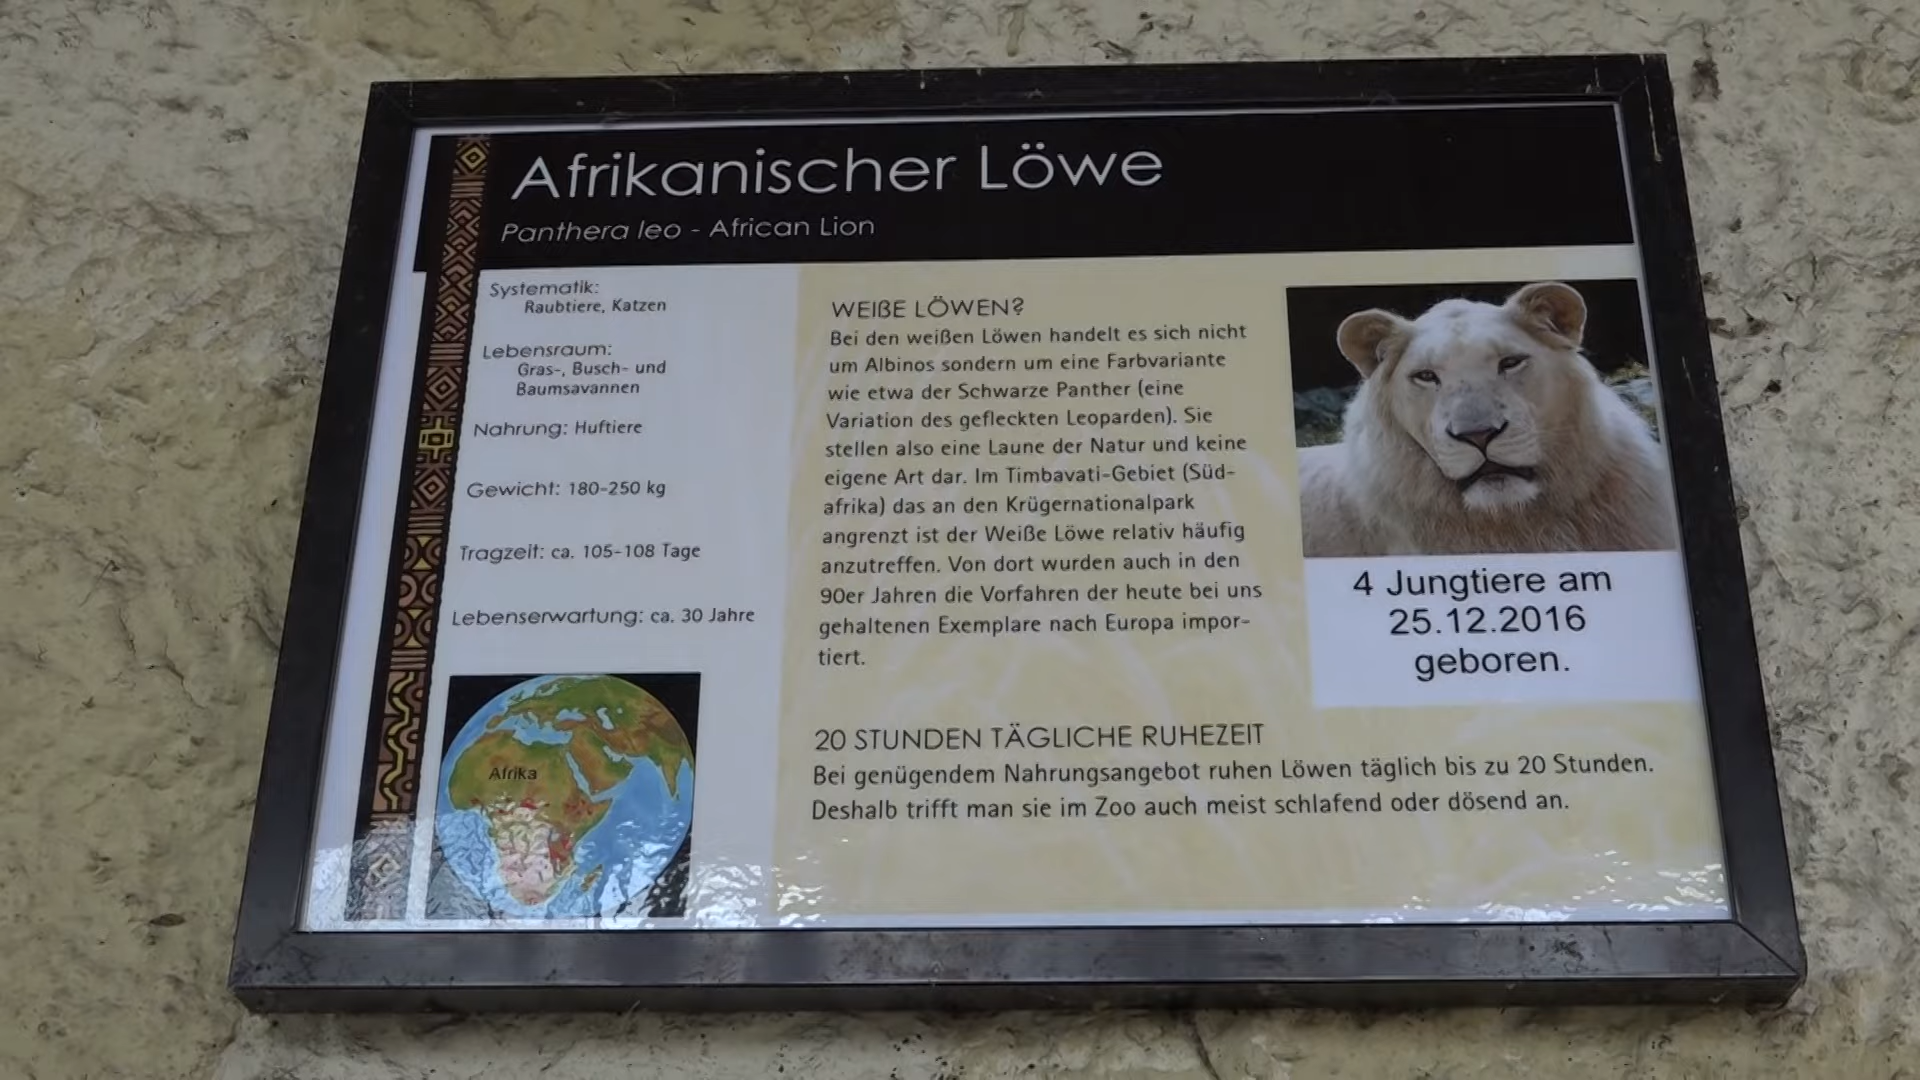 Afrikanischer Löwe
Panthera leo - African Lion
Systematik:
Raubtiere, Katzen
Lebensraum:
Gras-, Busch- und
Baumsavannen
Nahrung: Huftiere
Gewicht: 180-250 kg
Tragzeit: ca. 105-108 Tage
Lebenserwartung: ca. 30 Jahre
Afrika
WEIßE LÖWEN?
Bei den weißen Löwen handelt es sich nicht
um Albinos sondern um eine Farbvariante
wie etwa der Schwarze Panther (eine
Variation des gefleckten Leoparden). Sie
stellen also eine Laune der Natur und keine
eigene Art dar. Im Timbavati-Gebiet (Süd-
afrika) das an den Krügernationalpark
angrenzt ist der Weiße Löwe relativ häufig
anzutreffen. Von dort wurden auch in den
90er Jahren die Vorfahren der heute bei uns
gehaltenen Exemplare nach Europa impor-
tiert.
4 Jungtiere am
25.12.2016
geboren.
20 STUNDEN TÄGLICHE RUHEZEIT
Bei genügendem Nahrungsangebot ruhen Löwen täglich bis zu 20 Stunden.
Deshalb trifft man sie im Zoo auch meist schlafend oder dösend an.